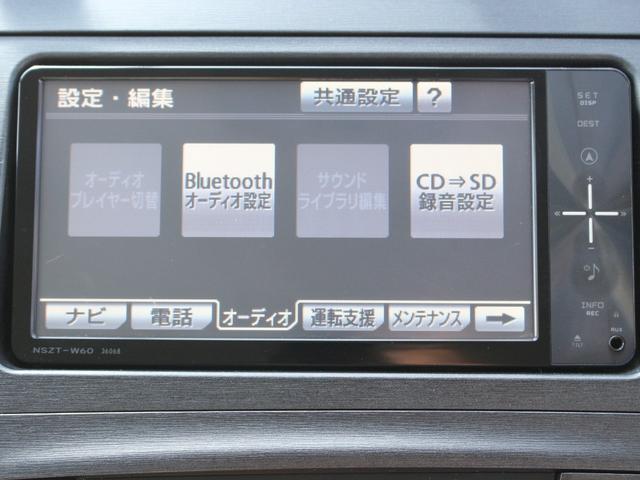 設定・編集
共通設定
?
オーディオ
プレイヤー切替
Bluetooth
オーディオ設定
サウンド
ライブラリ編集
CD⇒SD
録音設定
ナビ
電話
オーディオ
運転支援
メンテナンス
→
NSZT-W60 J6068
SET
DISP
DEST
+
«
»
−
INFO
REC
TILT
AUX